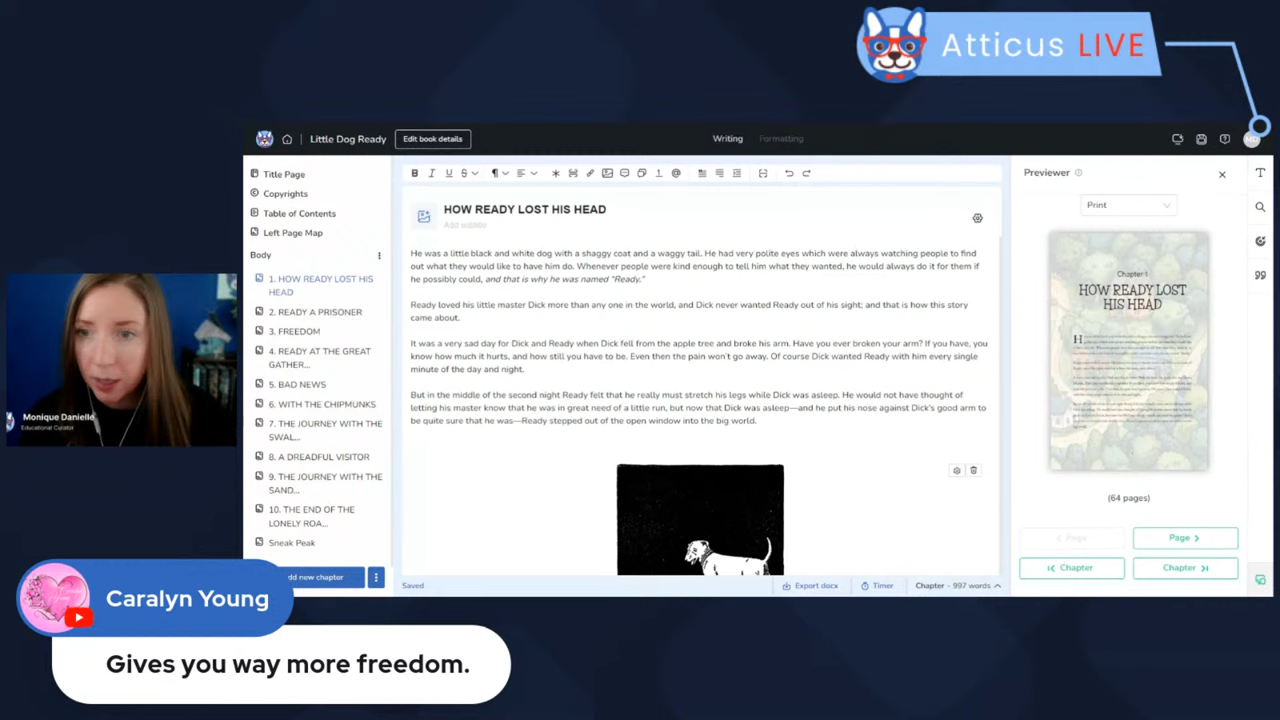 Atticus LIVE
Little Dog Ready
Edit book details
Writing
Formatting
Title Page
Copyrights
Table of Contents
Left Page Map
Body
1. HOW READY LOST HIS
HEAD
2. READY A PRISONER
3. FREEDOM
4. READY AT THE GREAT
GATHER...
5. BAD NEWS
6. WITH THE CHIPMUNKS
7. THE JOURNEY WITH THE
SWAL...
8. A DREADFUL VISITOR
9. THE JOURNEY WITH THE
SAND...
10. THE END OF THE
LONELY ROA...
Sneak Peak
dd new chapter
HOW READY LOST HIS HEAD
Add subtitle
He was a little black and white dog with a shaggy coat and a waggy tail. He had very polite eyes which were always watching people to find
out what they would like to have him do. Whenever people were kind enough to tell him what they wanted, he would always do it for them if
he possibly could, and that is why he was named "Ready."
Ready loved his little master Dick more than any one in the world, and Dick never wanted Ready out of his sight; and that is how this story
came about.
It was a very sad day for Dick and Ready when Dick fell from the apple tree and broke his arm. Have you ever broken your arm? If you have, you
know how much it hurts, and how still you have to be. Even then the pain won't go away. Of course Dick wanted Ready with him every single
minute of the day and night.
But in the middle of the second night Ready felt that he really must stretch his legs while Dick was asleep. He would not have thought of
letting his master know that he was in great need of a little run, but now that Dick was asleep—and he put his nose against Dick's good arm to
be quite sure that he was—Ready stepped out of the open window into the big world.
Saved
Export docx
Timer
Chapter - 997 words
Previewer
Print
Chapter 1
HOW READY LOST
HIS HEAD
(64 pages)
Page
Page
Chapter
Chapter
Monique Danielle
Educational Curator
Caralyn Young
Gives you way more freedom.